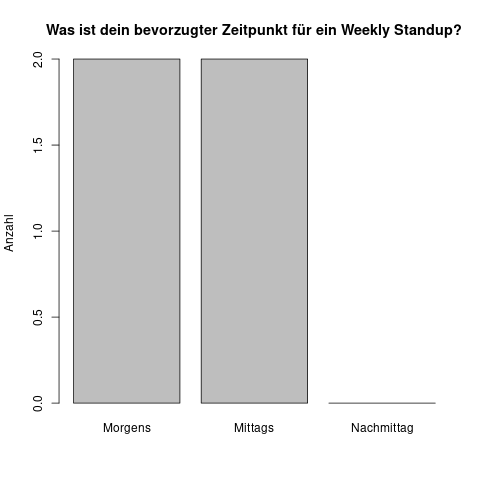 Was ist dein bevorzugter Zeitpunkt für ein Weekly Standup?
2.0
1.5
1.0
0.5
0.0
Anzahl
Morgens Mittags Nachmittag